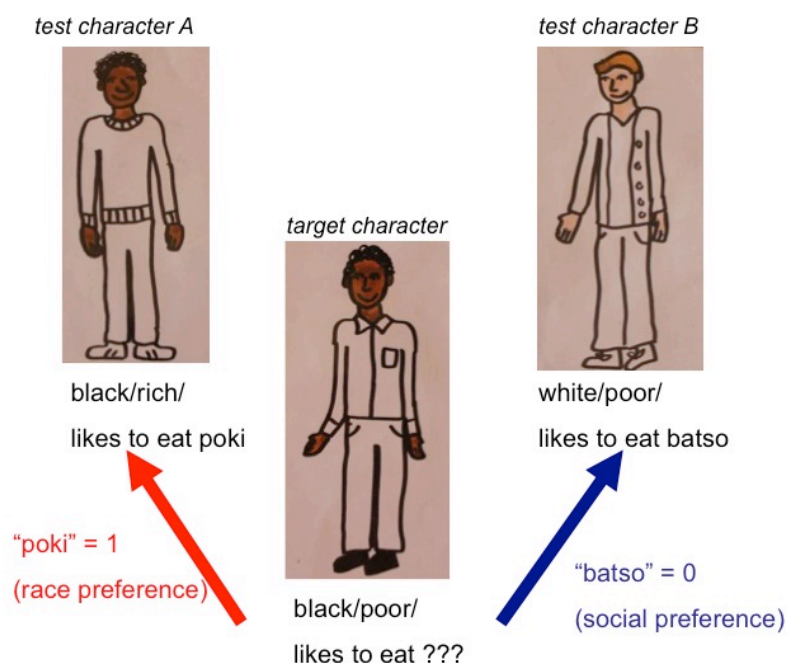 test character A
test character B
target character
black/rich/
likes to eat poki
white/poor/
likes to eat batso
“poki” = 1
(race preference)
“batso” = 0
(social preference)
black/poor/
likes to eat ???